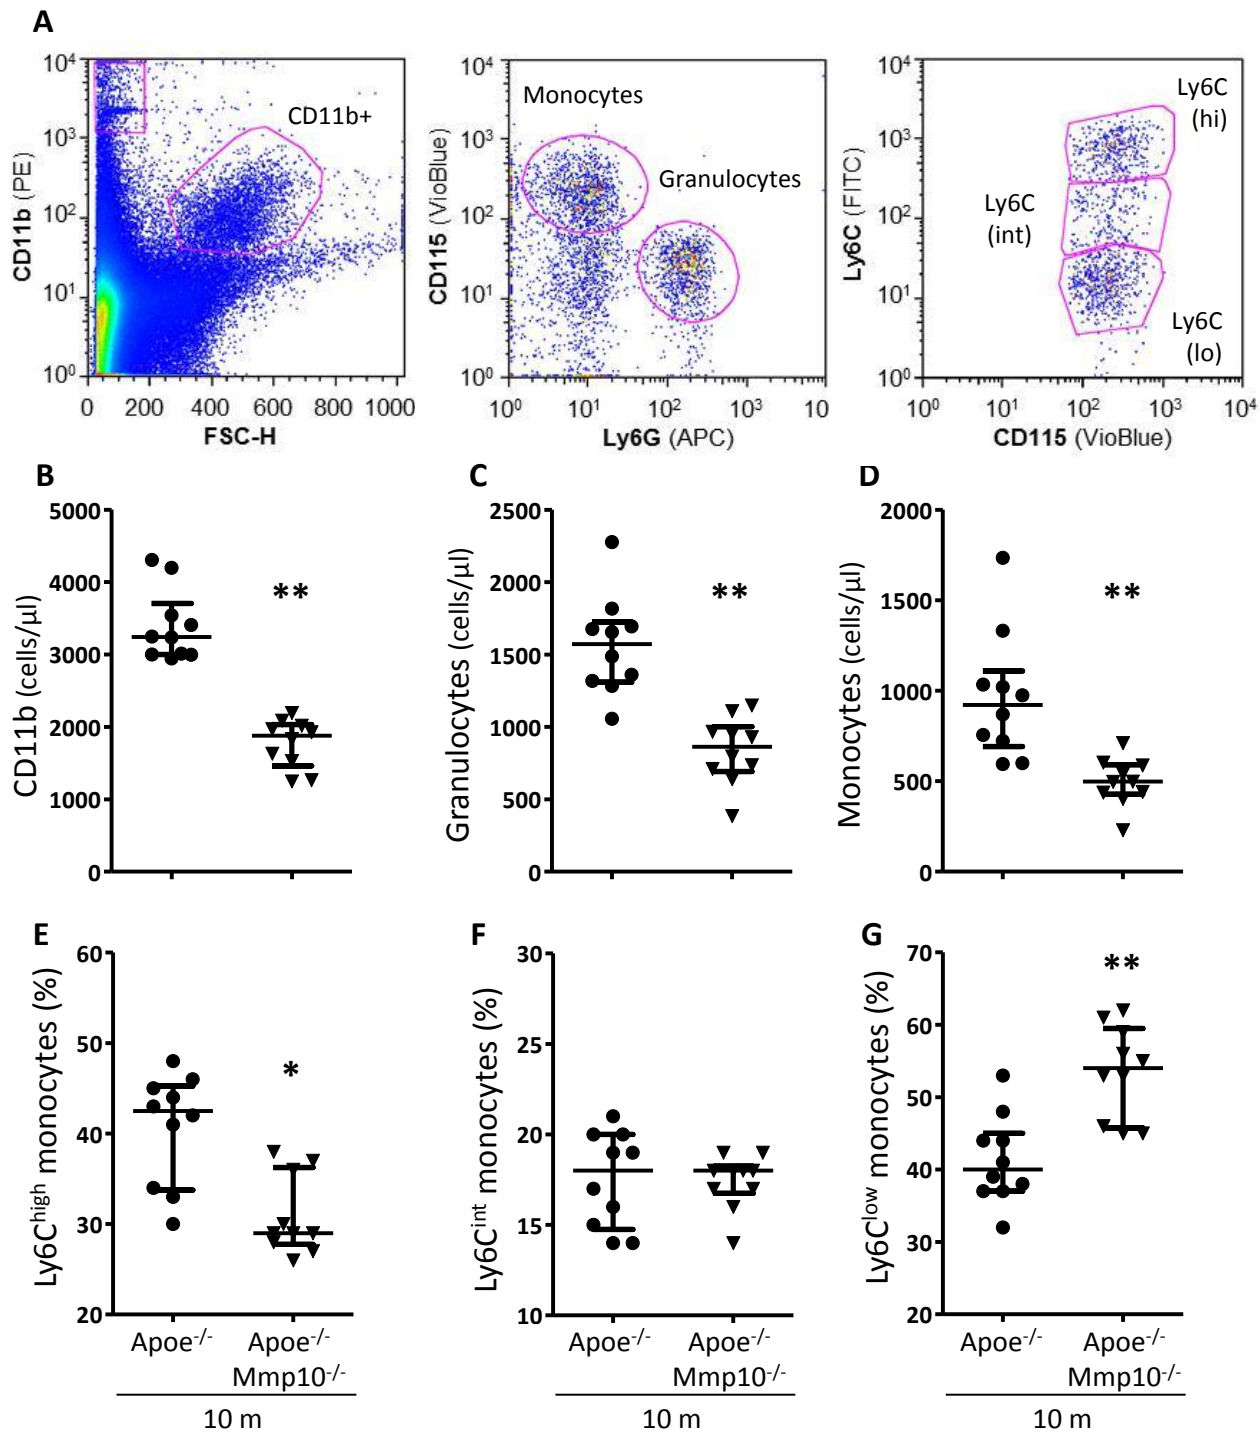 A
CD11b (PE)
10⁴
10³
10²
10¹
10⁰
CD11b+
0 200 400 600 800 1000
FSC-H
CD115 (VioBlue)
10⁴
10³
10²
10¹
10⁰
Monocytes
Granulocytes
10⁰ 10¹ 10² 10³ 10
Ly6G (APC)
Ly6C (FITC)
10⁴
10³
10²
10¹
10⁰
Ly6C
(hi)
Ly6C
(int)
Ly6C
(lo)
10⁰ 10¹ 10² 10³ 10⁴
CD115 (VioBlue)
B
CD11b (cells/μl)
5000
4000
3000
2000
1000
0
**
C
Granulocytes (cells/μl)
2500
2000
1500
1000
500
0
**
D
Monocytes (cells/μl)
2000
1500
1000
500
0
**
E
Ly6Cʰⁱᵍʰ monocytes (%)
60
50
40
30
20
*
Apoe⁻/⁻ Apoe⁻/⁻
Mmp10⁻/⁻
10 m
F
Ly6Cⁱⁿᵗ monocytes (%)
30
25
20
15
10
Apoe⁻/⁻ Apoe⁻/⁻
Mmp10⁻/⁻
10 m
G
Ly6Cˡᵒʷ monocytes (%)
70
60
50
40
30
20
**
Apoe⁻/⁻ Apoe⁻/⁻
Mmp10⁻/⁻
10 m